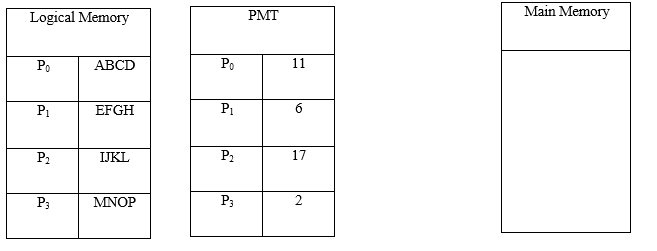 Logical Memory
P₀ ABCD
P₁ EFGH
P₂ IJKL
P₃ MNOP
PMT
P₀ 11
P₁ 6
P₂ 17
P₃ 2
Main Memory